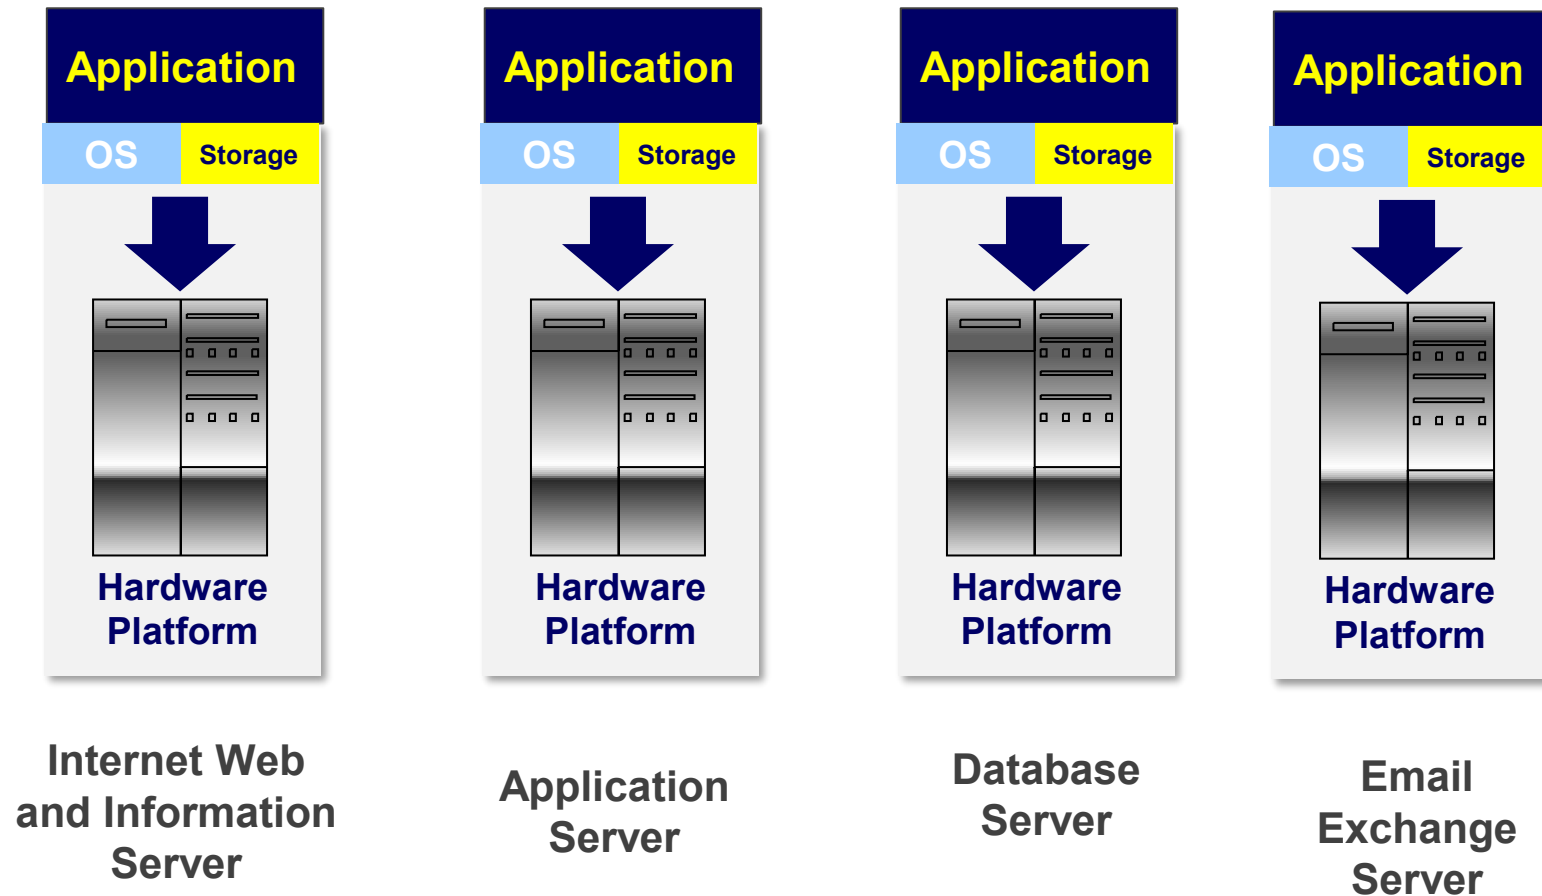 Application
OS
Storage
Hardware
Platform
Internet Web
and Information
Server
Application
OS
Storage
Hardware
Platform
Application
Server
Application
OS
Storage
Hardware
Platform
Database
Server
Application
OS
Storage
Hardware
Platform
Email
Exchange
Server